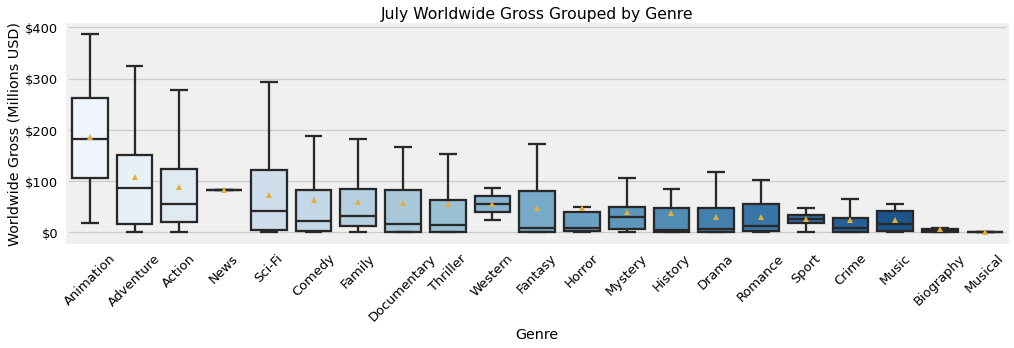 July Worldwide Gross Grouped by Genre
Worldwide Gross (Millions USD)
$400
$300
$200
$100
$0
Animation
Adventure
Action
News
Sci-Fi
Comedy
Family
Documentary
Thriller
Western
Fantasy
Horror
Mystery
History
Drama
Romance
Sport
Crime
Music
Biography
Musical
Genre